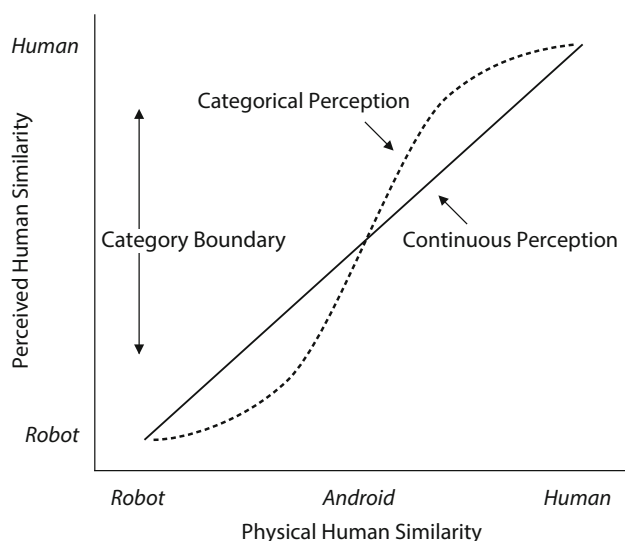 Human
Categorical Perception
Perceived Human Similarity
Category Boundary
Continuous Perception
Robot
Robot
Android
Human
Physical Human Similarity